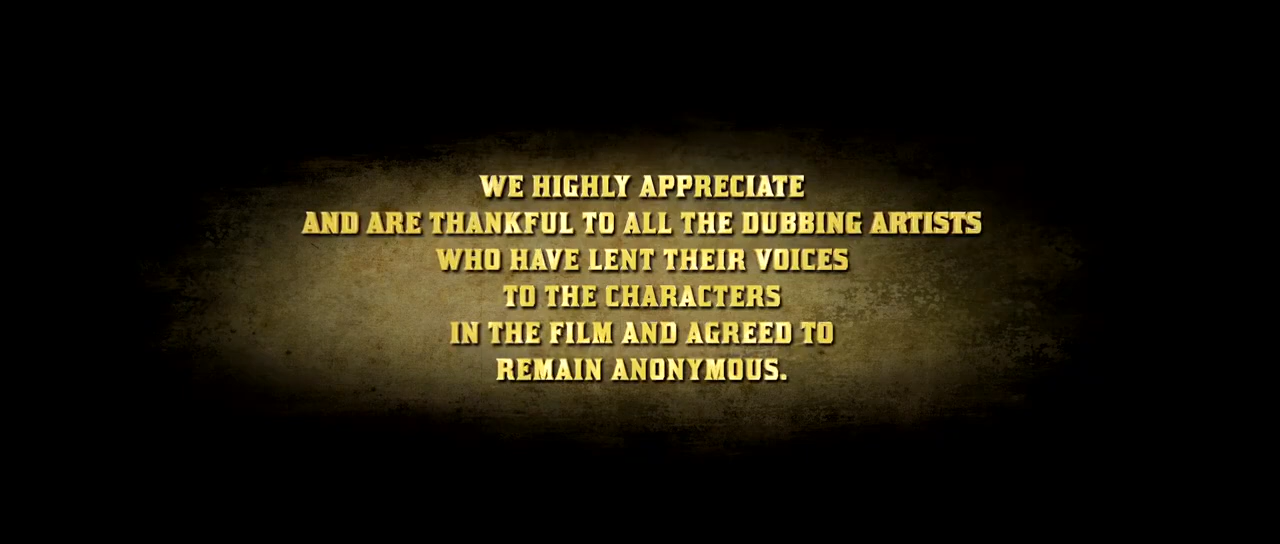 WE HIGHLY APPRECIATE
AND ARE THANKFUL TO ALL THE DUBBING ARTISTS
WHO HAVE LENT THEIR VOICES
TO THE CHARACTERS
IN THE FILM AND AGREED TO
REMAIN ANONYMOUS.